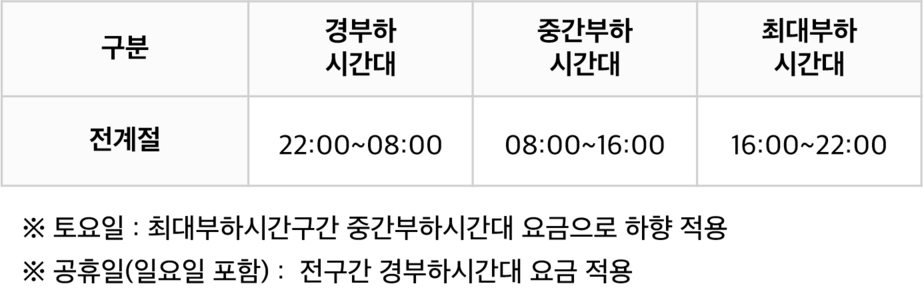 구분
경부하
시간대
중간부하
시간대
최대부하
시간대
전계절
22:00~08:00
08:00~16:00
16:00~22:00
※ 토요일 : 최대부하시간구간 중간부하시간대 요금으로 하향 적용
※ 공휴일(일요일 포함) : 전구간 경부하시간대 요금 적용